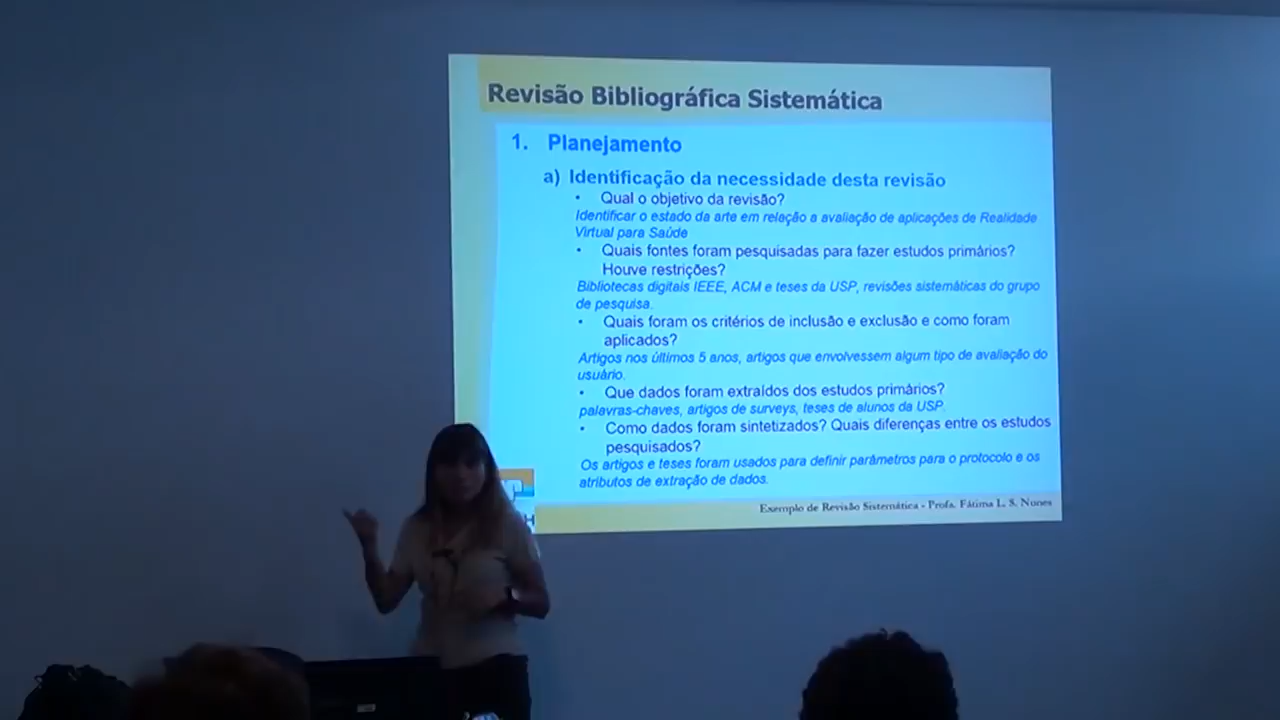 Revisão Bibliográfica Sistemática
1. Planejamento
a) Identificação da necessidade desta revisão
• Qual o objetivo da revisão?
Identificar o estado da arte em relação a avaliação de aplicações de Realidade
Virtual para Saúde
• Quais fontes foram pesquisadas para fazer estudos primários?
Houve restrições?
Bibliotecas digitais IEEE, ACM e teses da USP, revisões sistemáticas do grupo
de pesquisa.
• Quais foram os critérios de inclusão e exclusão e como foram
aplicados?
Artigos nos últimos 5 anos, artigos que envolvessem algum tipo de avaliação do
usuário.
• Que dados foram extraídos dos estudos primários?
palavras-chaves, artigos de surveys, teses de alunos da USP.
• Como dados foram sintetizados? Quais diferenças entre os estudos
pesquisados?
Os artigos e teses foram usados para definir parâmetros para o protocolo e os
atributos de extração de dados.
Exemplo de Revisão Sistemática - Profa. Fátima L. S. Nunes